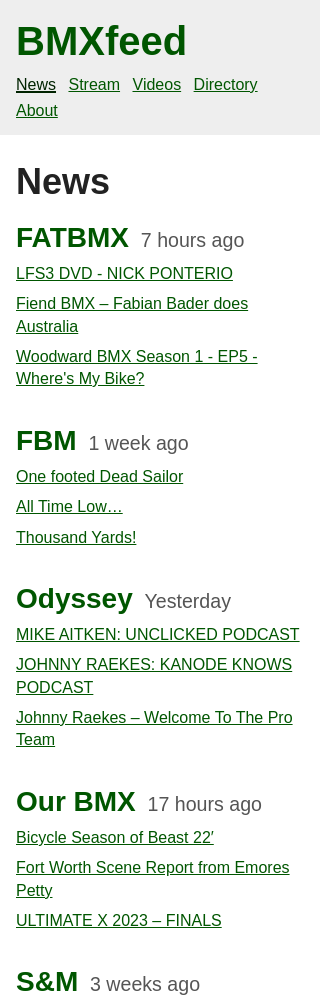 BMXfeed
News Stream Videos Directory
About
News
FATBMX 7 hours ago
LFS3 DVD - NICK PONTERIO
Fiend BMX – Fabian Bader does
Australia
Woodward BMX Season 1 - EP5 -
Where's My Bike?
FBM 1 week ago
One footed Dead Sailor
All Time Low…
Thousand Yards!
Odyssey Yesterday
MIKE AITKEN: UNCLICKED PODCAST
JOHNNY RAEKES: KANODE KNOWS
PODCAST
Johnny Raekes – Welcome To The Pro
Team
Our BMX 17 hours ago
Bicycle Season of Beast 22′
Fort Worth Scene Report from Emores
Petty
ULTIMATE X 2023 – FINALS
S&M 3 weeks ago